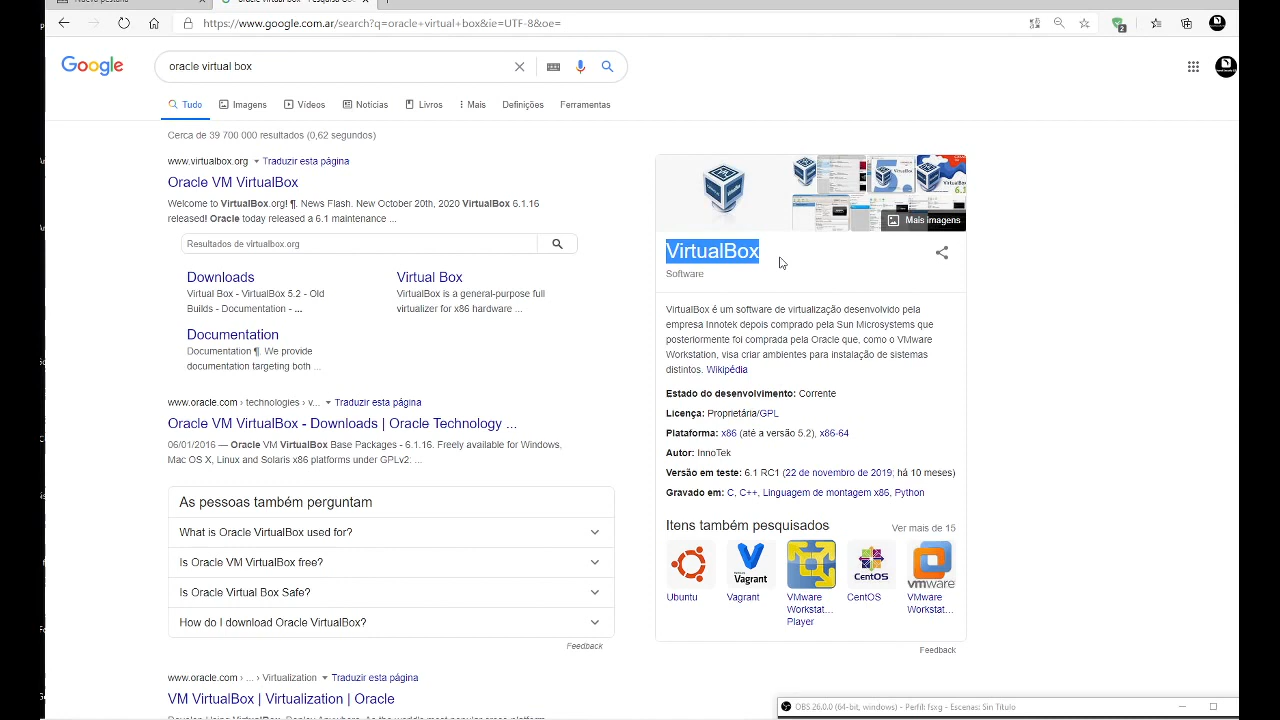 https://www.google.com.ar/search?q=oracle+virtual+box&ie=UTF-8&oe=
2
Google
oracle virtual box
Tudo
Imagens
Vídeos
Notícias
Livros
Mais
Definições
Ferramentas
Cerca de 39 700 000 resultados (0,62 segundos)
www.virtualbox.org
Traduzir esta página
Oracle VM VirtualBox
Welcome to VirtualBox.org! ¶. News Flash. New October 20th, 2020 VirtualBox 6.1.16
released! Oracle today released a 6.1 maintenance ...
Resultados de virtualbox.org
Downloads
Virtual Box - VirtualBox 5.2 - Old
Builds - Documentation - ...
Virtual Box
VirtualBox is a general-purpose full
virtualizer for x86 hardware ...
Documentation
Documentation ¶. We provide
documentation targeting both ...
www.oracle.com › technologies › v...
Traduzir esta página
Oracle VM VirtualBox - Downloads | Oracle Technology ...
06/01/2016 — Oracle VM VirtualBox Base Packages - 6.1.16. Freely available for Windows,
Mac OS X, Linux and Solaris x86 platforms under GPLv2: ...
As pessoas também perguntam
What is Oracle VirtualBox used for?
Is Oracle VM VirtualBox free?
Is Oracle Virtual Box Safe?
How do I download Oracle VirtualBox?
Feedback
www.oracle.com › ... › Virtualization
Traduzir esta página
VM VirtualBox | Virtualization | Oracle
Mais imagens
VirtualBox
Software
VirtualBox é um software de virtualização desenvolvido pela
empresa Innotek depois comprado pela Sun Microsystems que
posteriormente foi comprada pela Oracle que, como o VMware
Workstation, visa criar ambientes para instalação de sistemas
distintos. Wikipédia
Estado do desenvolvimento: Corrente
Licença: Proprietária/GPL
Plataforma: x86 (até a versão 5.2), x86-64
Autor: InnoTek
Versão em teste: 6.1 RC1 (22 de novembro de 2019; há 10 meses)
Gravado em: C, C++, Linguagem de montagem x86, Python
Itens também pesquisados
Ver mais de 15
Vagrant
CentOS
vmware
Ubuntu
Vagrant
VMware
Workstat...
Player
CentOS
VMware
Workstat...
Feedback
OBS 26.0.0 (64-bit, windows) - Perfil: fsxg - Escenas: Sin Título